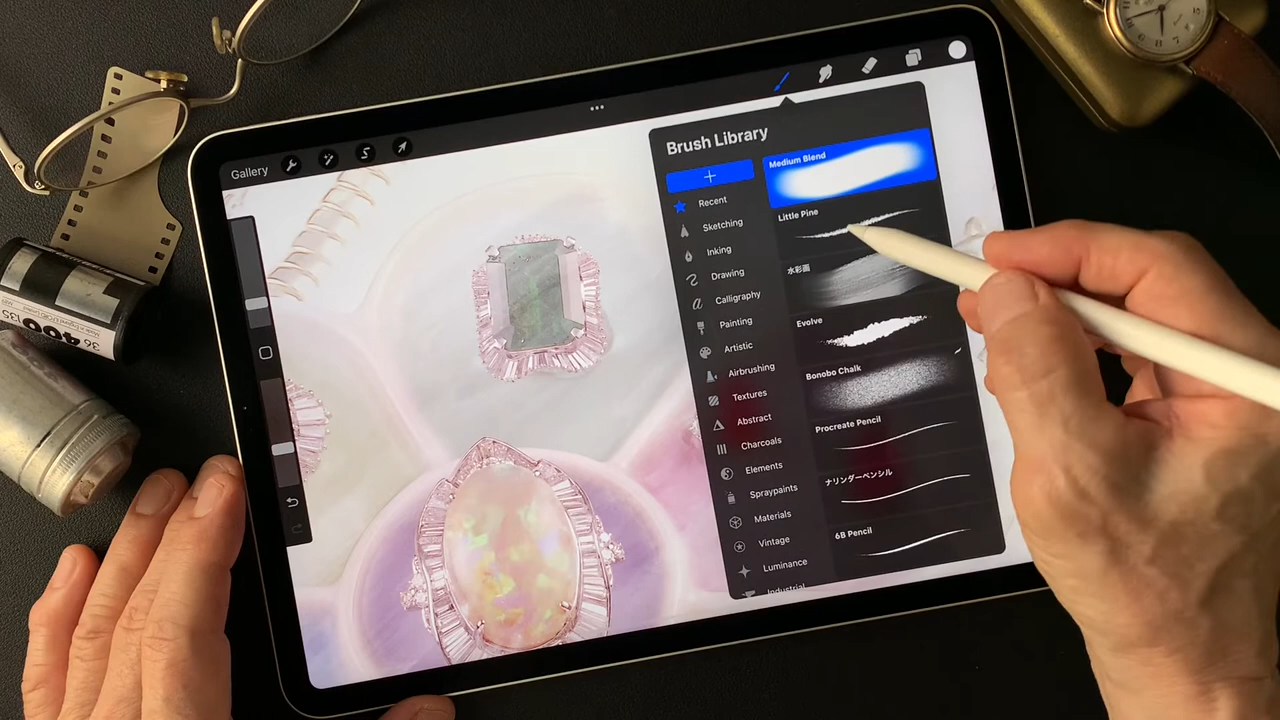 Gallery
Brush Library
Recent
Sketching
Inking
Drawing
Calligraphy
Painting
Artistic
Airbrushing
Textures
Abstract
Charcoals
Elements
Spraypaints
Materials
Vintage
Luminance
Industrial
Medium Blend
Little Pine
水彩画
Evolve
Bonobo Chalk
Procreate Pencil
ナリンダーペンシル
6B Pencil
400
36